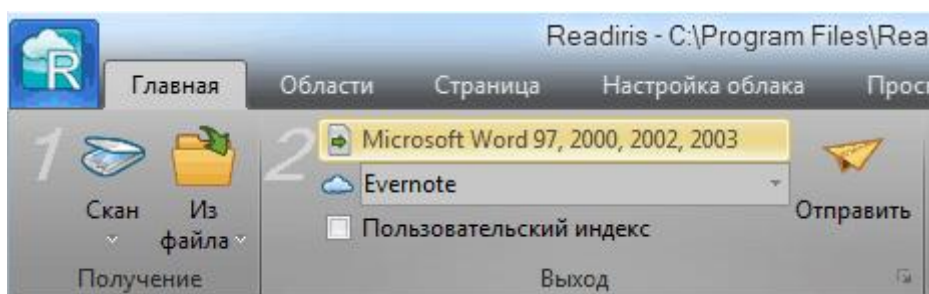 Readiris - C:\Program Files\Rea
R
Главная Области Страница Настройка облака
1 2
Microsoft Word 97, 2000, 2002, 2003
Evernote
Пользовательский индекс
Скан
Из
файла
Отправить
Получение Выход